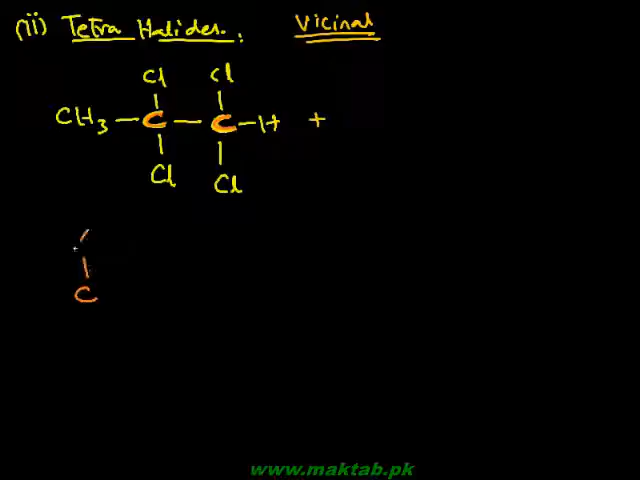 (ii) Tetra Halides. : Vicinal
Cl Cl
CH3 — C — C — H +
Cl Cl
C
www.maktab.pk